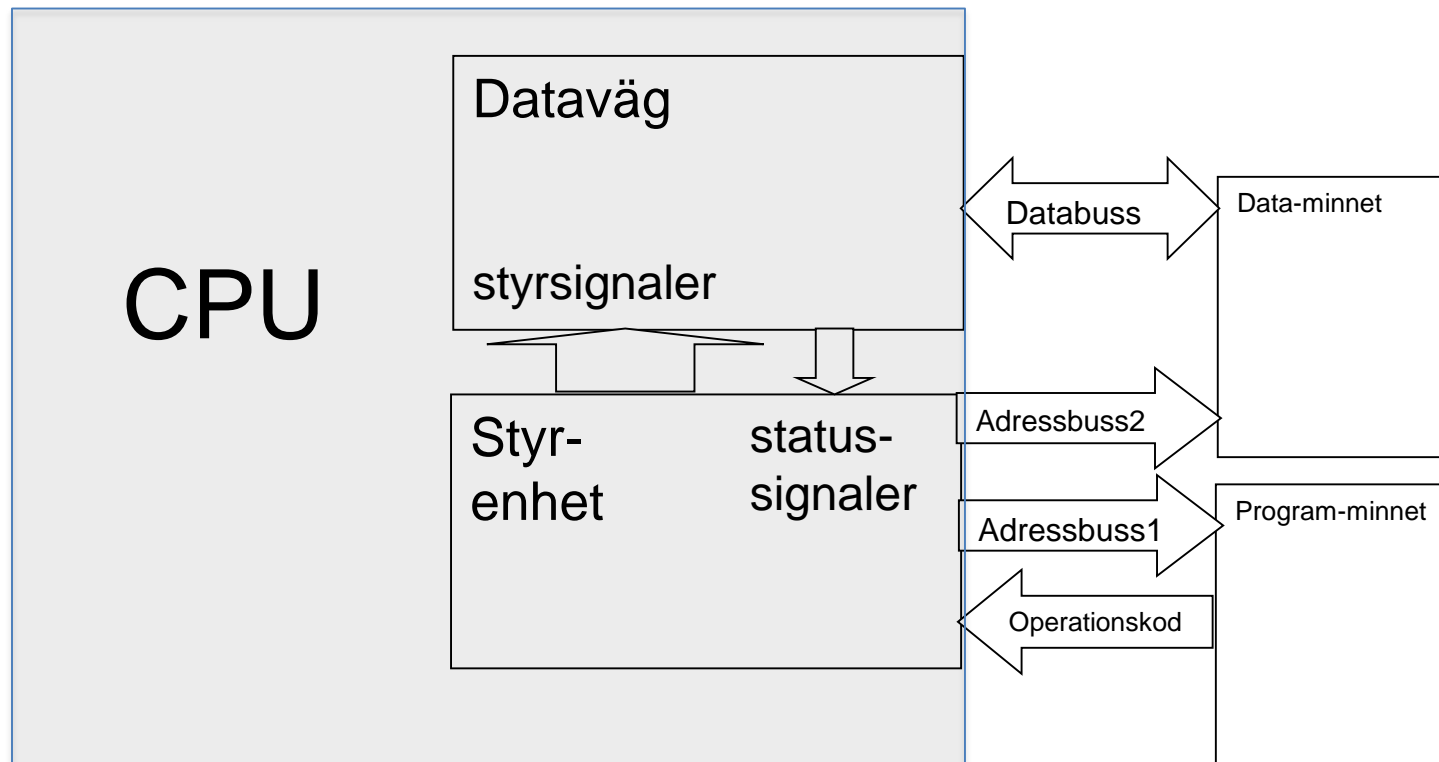 CPU
Dataväg
styrsignaler
Styr-
enhet
status-
signaler
Databuss
Data-minnet
Adressbuss2
Adressbuss1
Program-minnet
Operationskod